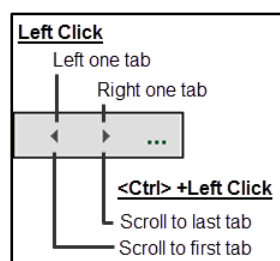 Left Click
Left one tab
Right one tab
...
<Ctrl> +Left Click
Scroll to last tab
Scroll to first tab